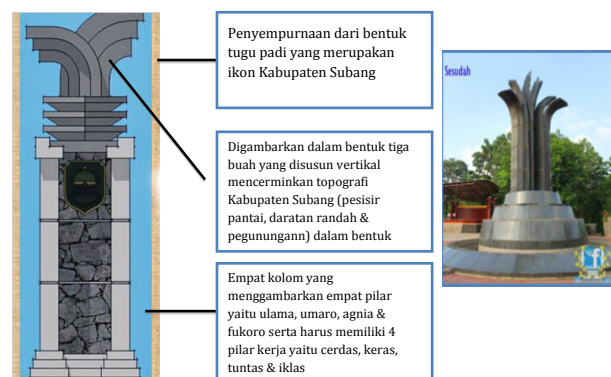 Penyempurnaan dari bentuk
tugu padi yang merupakan
ikon Kabupaten Subang
Digambarkan dalam bentuk tiga
buah yang disusun vertikal
mencerminkan topografi
Kabupaten Subang (pesisir
pantai, daratan randah &
pegunungann) dalam bentuk
Empat kolom yang
menggambarkan empat pilar
yaitu ulama, umaro, agnia &
fukoro serta harus memiliki 4
pilar kerja yaitu cerdas, keras,
tuntas & iklas
Sesudah